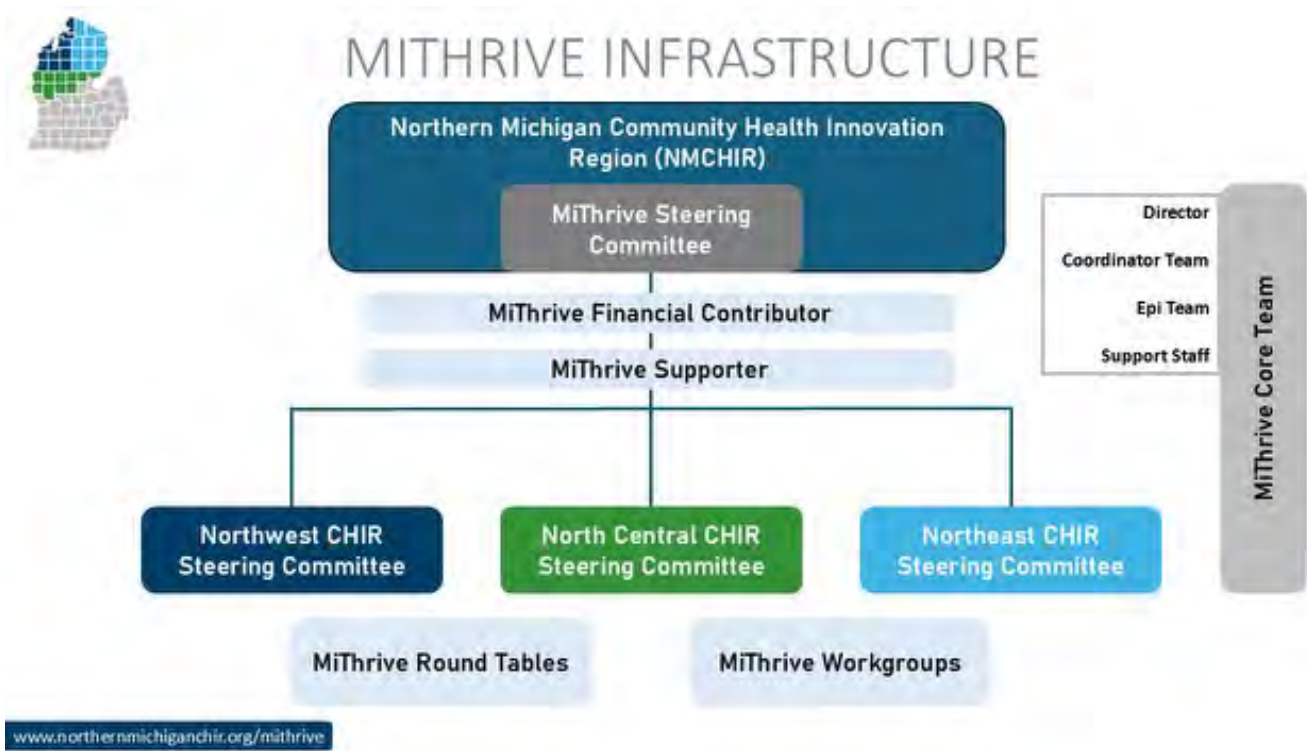 MITHRIVE INFRASTRUCTURE
Northern Michigan Community Health Innovation
Region (NMCHIR)
MiThrive Steering
Committee
MiThrive Financial Contributor
MiThrive Supporter
Director
Coordinator Team
Epi Team
Support Staff
MiThrive Core Team
Northwest CHIR
Steering Committee
North Central CHIR
Steering Committee
Northeast CHIR
Steering Committee
MiThrive Round Tables
MiThrive Workgroups
www.northernmichiganchir.org/mithrive